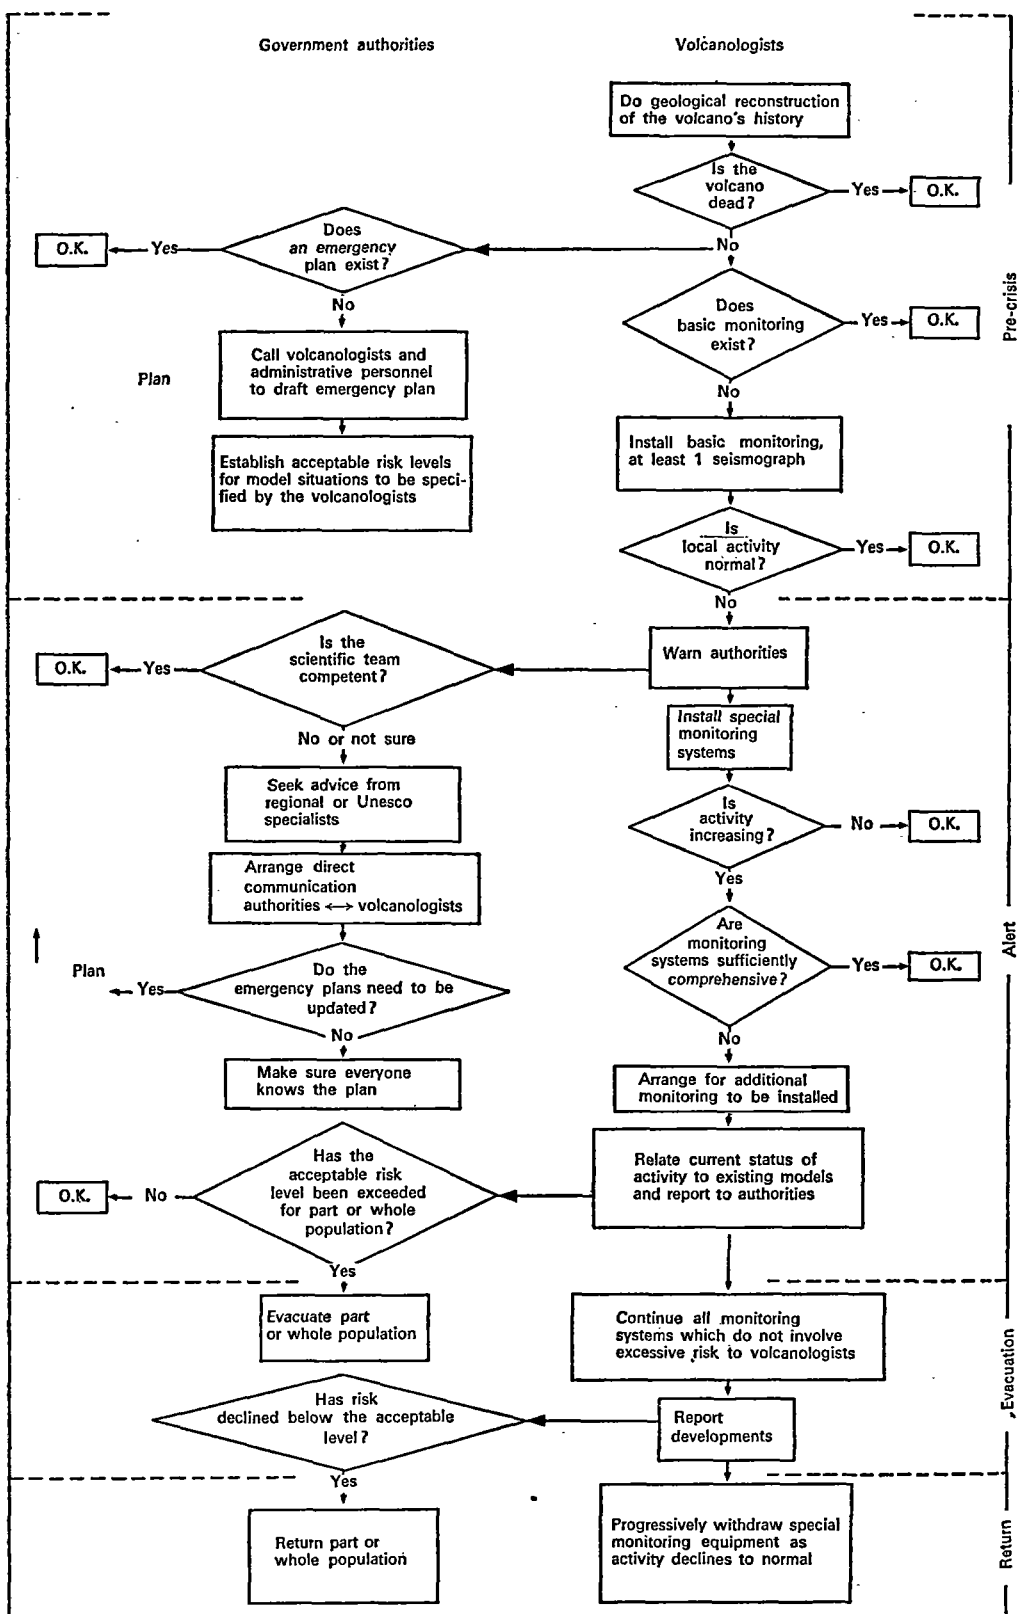 Government authorities
Volcanologists
Do geological reconstruction
of the volcano's history
Is the
volcano
dead?
Yes
O.K.
No
Does
an emergency
plan exist?
Yes
O.K.
No
Does
basic monitoring
exist?
Yes
O.K.
No
Pre-crisis
Plan
Call volcanologists and
administrative personnel
to draft emergency plan
Establish acceptable risk levels
for model situations to be speci-
fied by the volcanologists
Install basic monitoring,
at least 1 seismograph
Is
local activity
normal?
Yes
O.K.
No
Warn authorities
Is the
scientific team
competent?
Yes
O.K.
No or not sure
Install special
monitoring
systems
Seek advice from
regional or Unesco
specialists
Is
activity
increasing?
No
O.K.
Yes
Arrange direct
communication
authorities ⟷ volcanologists
Are
monitoring
systems sufficiently
comprehensive?
Yes
O.K.
No
Alert
Plan
Do the
emergency plans need to be
updated?
Yes
No
Make sure everyone
knows the plan
Arrange for additional
monitoring to be installed
Relate current status of
activity to existing models
and report to authorities
Has the
acceptable risk
level been exceeded
for part or whole
population?
No
O.K.
Yes
Evacuate part
or whole population
Continue all monitoring
systems which do not involve
excessive risk to volcanologists
Evacuation
Has risk
declined below the acceptable
level?
Report
developments
Yes
Return part or
whole population
Progressively withdraw special
monitoring equipment as
activity declines to normal
Return